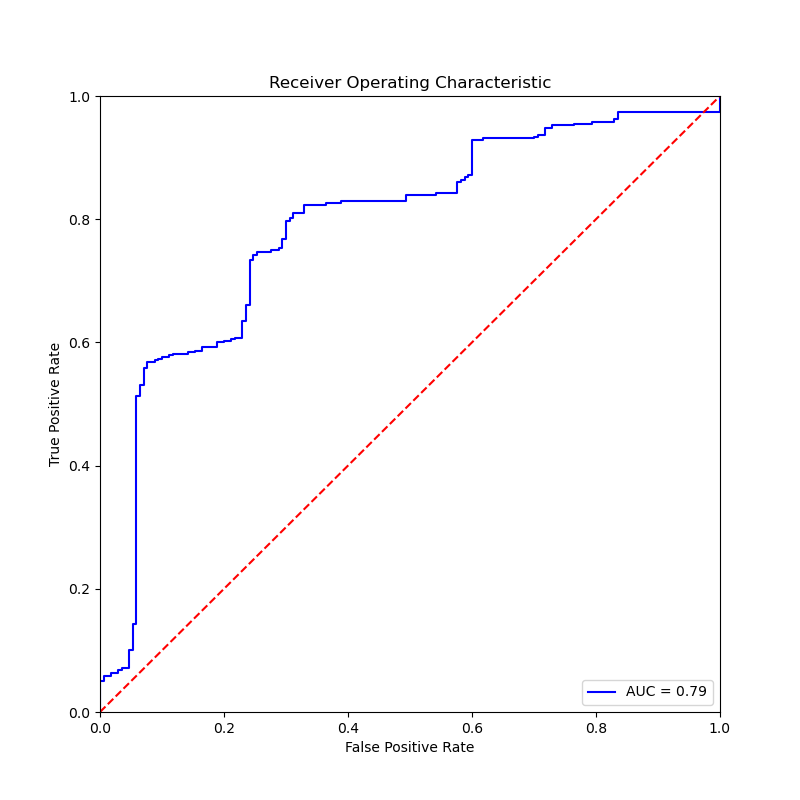 Receiver Operating Characteristic
True Positive Rate
1.0
0.8
0.6
0.4
0.2
0.0
AUC = 0.79
0.0 0.2 0.4 0.6 0.8 1.0
False Positive Rate